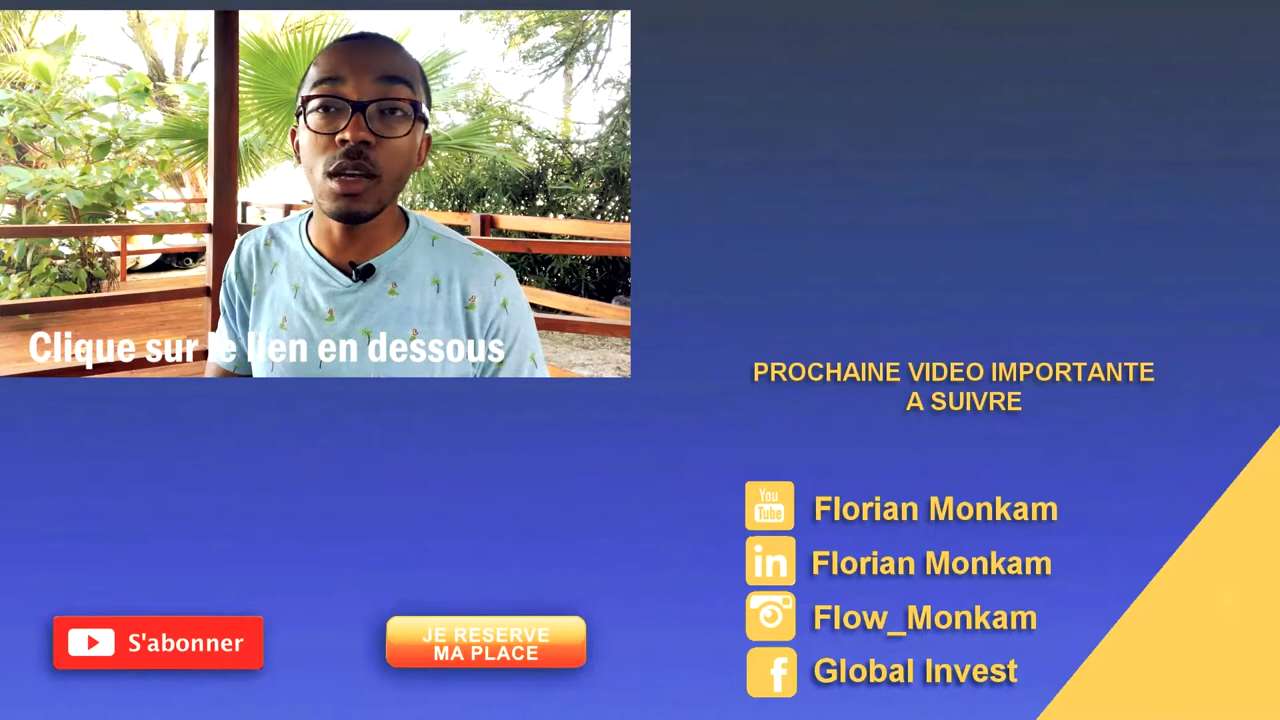 Clique sur le lien en dessous
PROCHAINE VIDEO IMPORTANTE
A SUIVRE
You
Tube
Florian Monkam
in
Florian Monkam
Flow_Monkam
f
Global Invest
S'abonner
JE RESERVE
MA PLACE